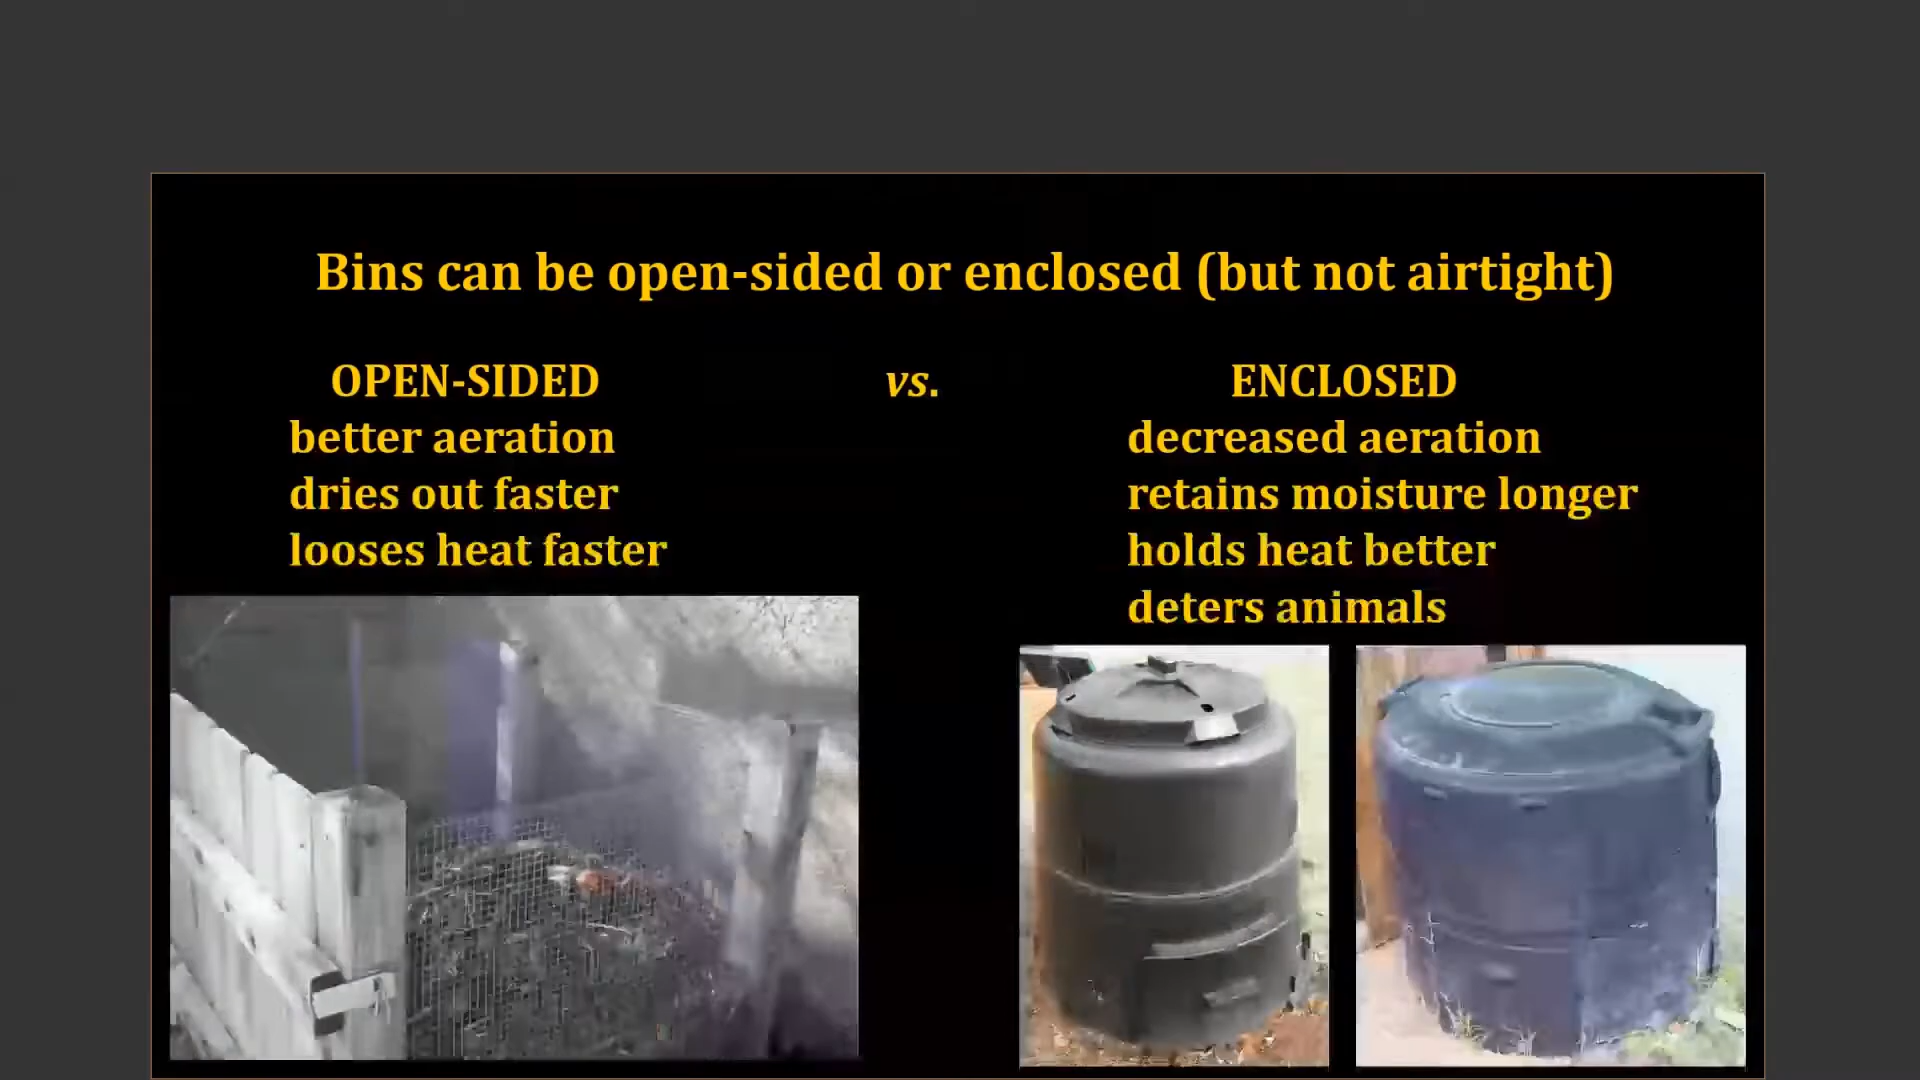 Bins can be open-sided or enclosed (but not airtight)
OPEN-SIDED vs. ENCLOSED
better aeration
dries out faster
looses heat faster
decreased aeration
retains moisture longer
holds heat better
deters animals